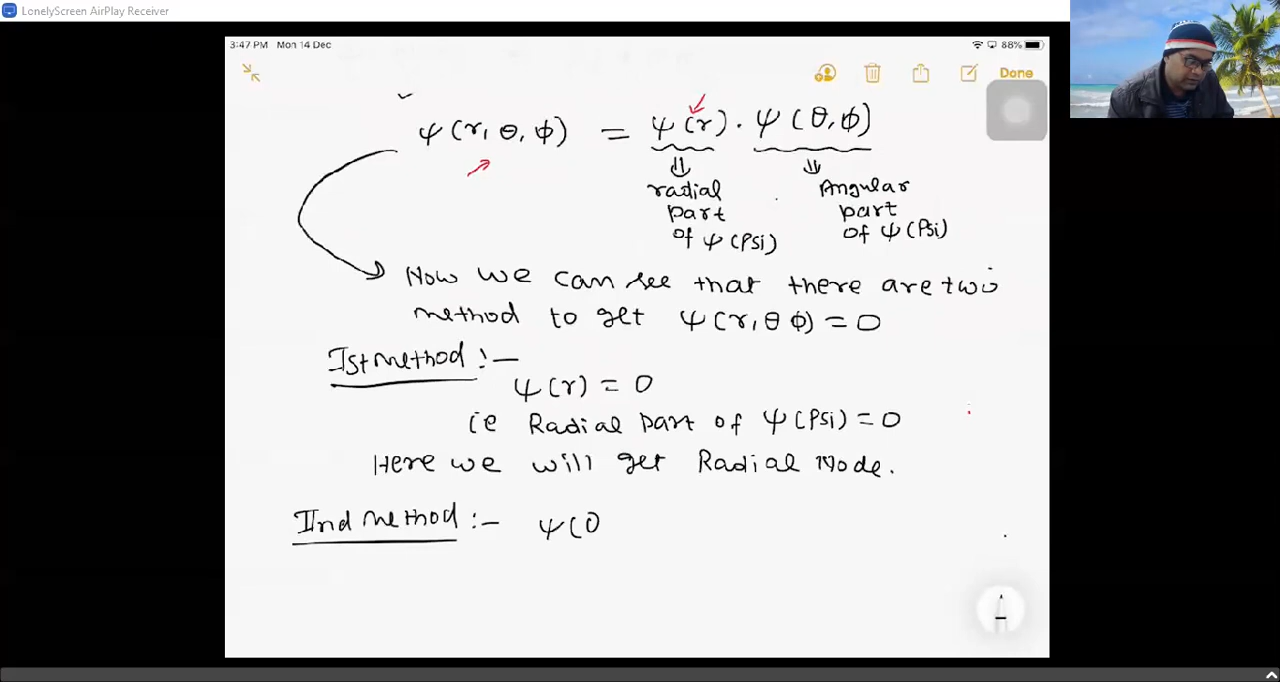 LonelyScreen AirPlay Receiver
3:47 PM Mon 14 Dec
88%
Done
ψ(r, θ, ϕ) = ψ(r) · ψ(θ, ϕ)
⇓ ⇓
radial part of ψ(Psi)
Angular part of ψ(Psi)
Now we can see that there are two
method to get ψ(r, θ ϕ) = 0
Ist method :-
ψ(r) = 0
ie Radial part of ψ(Psi) = 0
Here we will get Radial Node.
IInd method :- ψ(θ